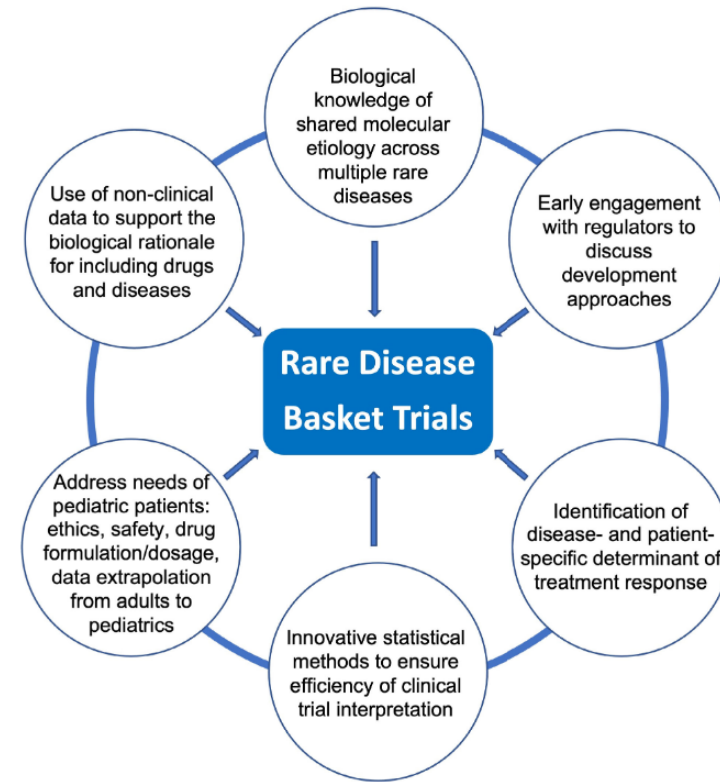 Biological
knowledge of
shared molecular
etiology across
multiple rare
diseases
Early engagement
with regulators to
discuss
development
approaches
Identification of
disease- and patient-
specific determinant of
treatment response
Innovative statistical
methods to ensure
efficiency of clinical
trial interpretation
Address needs of
pediatric patients:
ethics, safety, drug
formulation/dosage,
data extrapolation
from adults to
pediatrics
Use of non-clinical
data to support the
biological rationale
for including drugs
and diseases
Rare Disease
Basket Trials